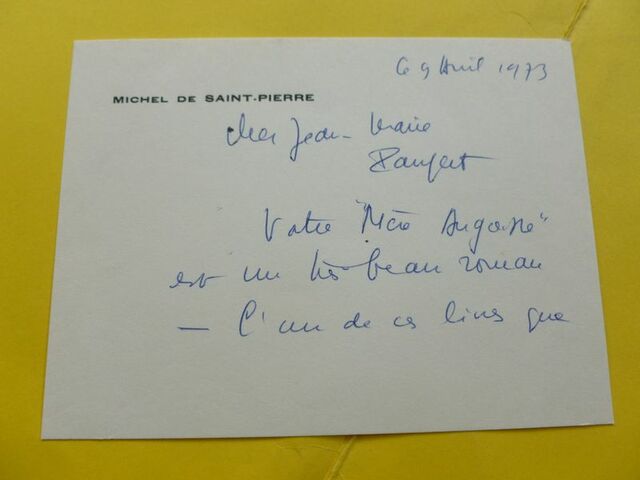 le 9 Avril 1973
MICHEL DE SAINT-PIERRE
cher Jean-Marie
Votre "Mère Angoisse"
est un très beau roman
— l'un de ces livres que